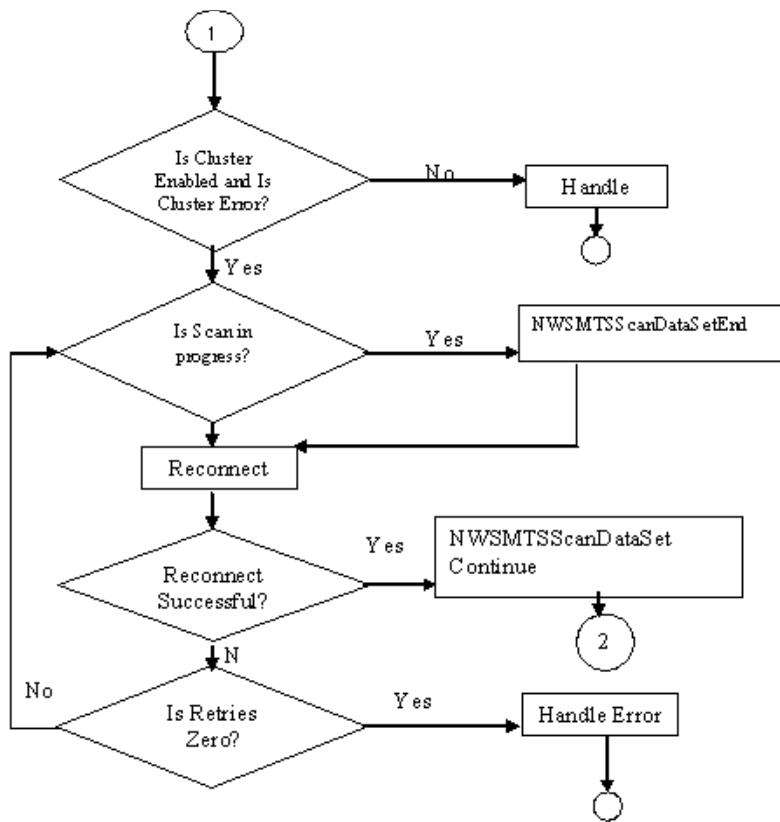 1
Is Cluster
Enabled and Is
Cluster Error?
No
Handle
Yes
Is Scan in
progress?
Yes
NWSMTSScanDataSetEnd
Reconnect
Reconnect
Successful?
Yes
NWSMTSScanDataSet
Continue
2
N
No
Is Retries
Zero?
Yes
Handle Error